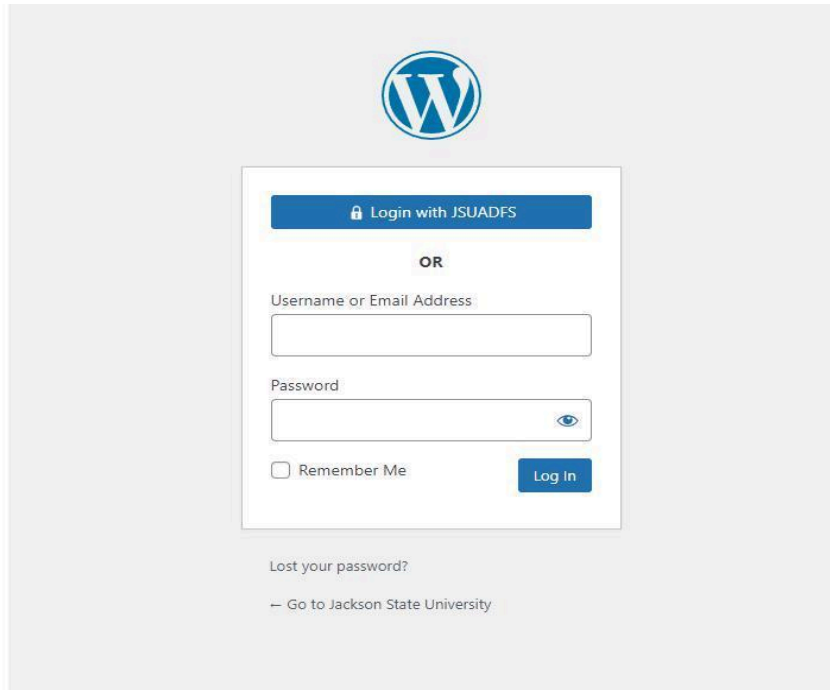 W
Login with JSUADFS
OR
Username or Email Address
Password
Remember Me
Log In
Lost your password?
← Go to Jackson State University